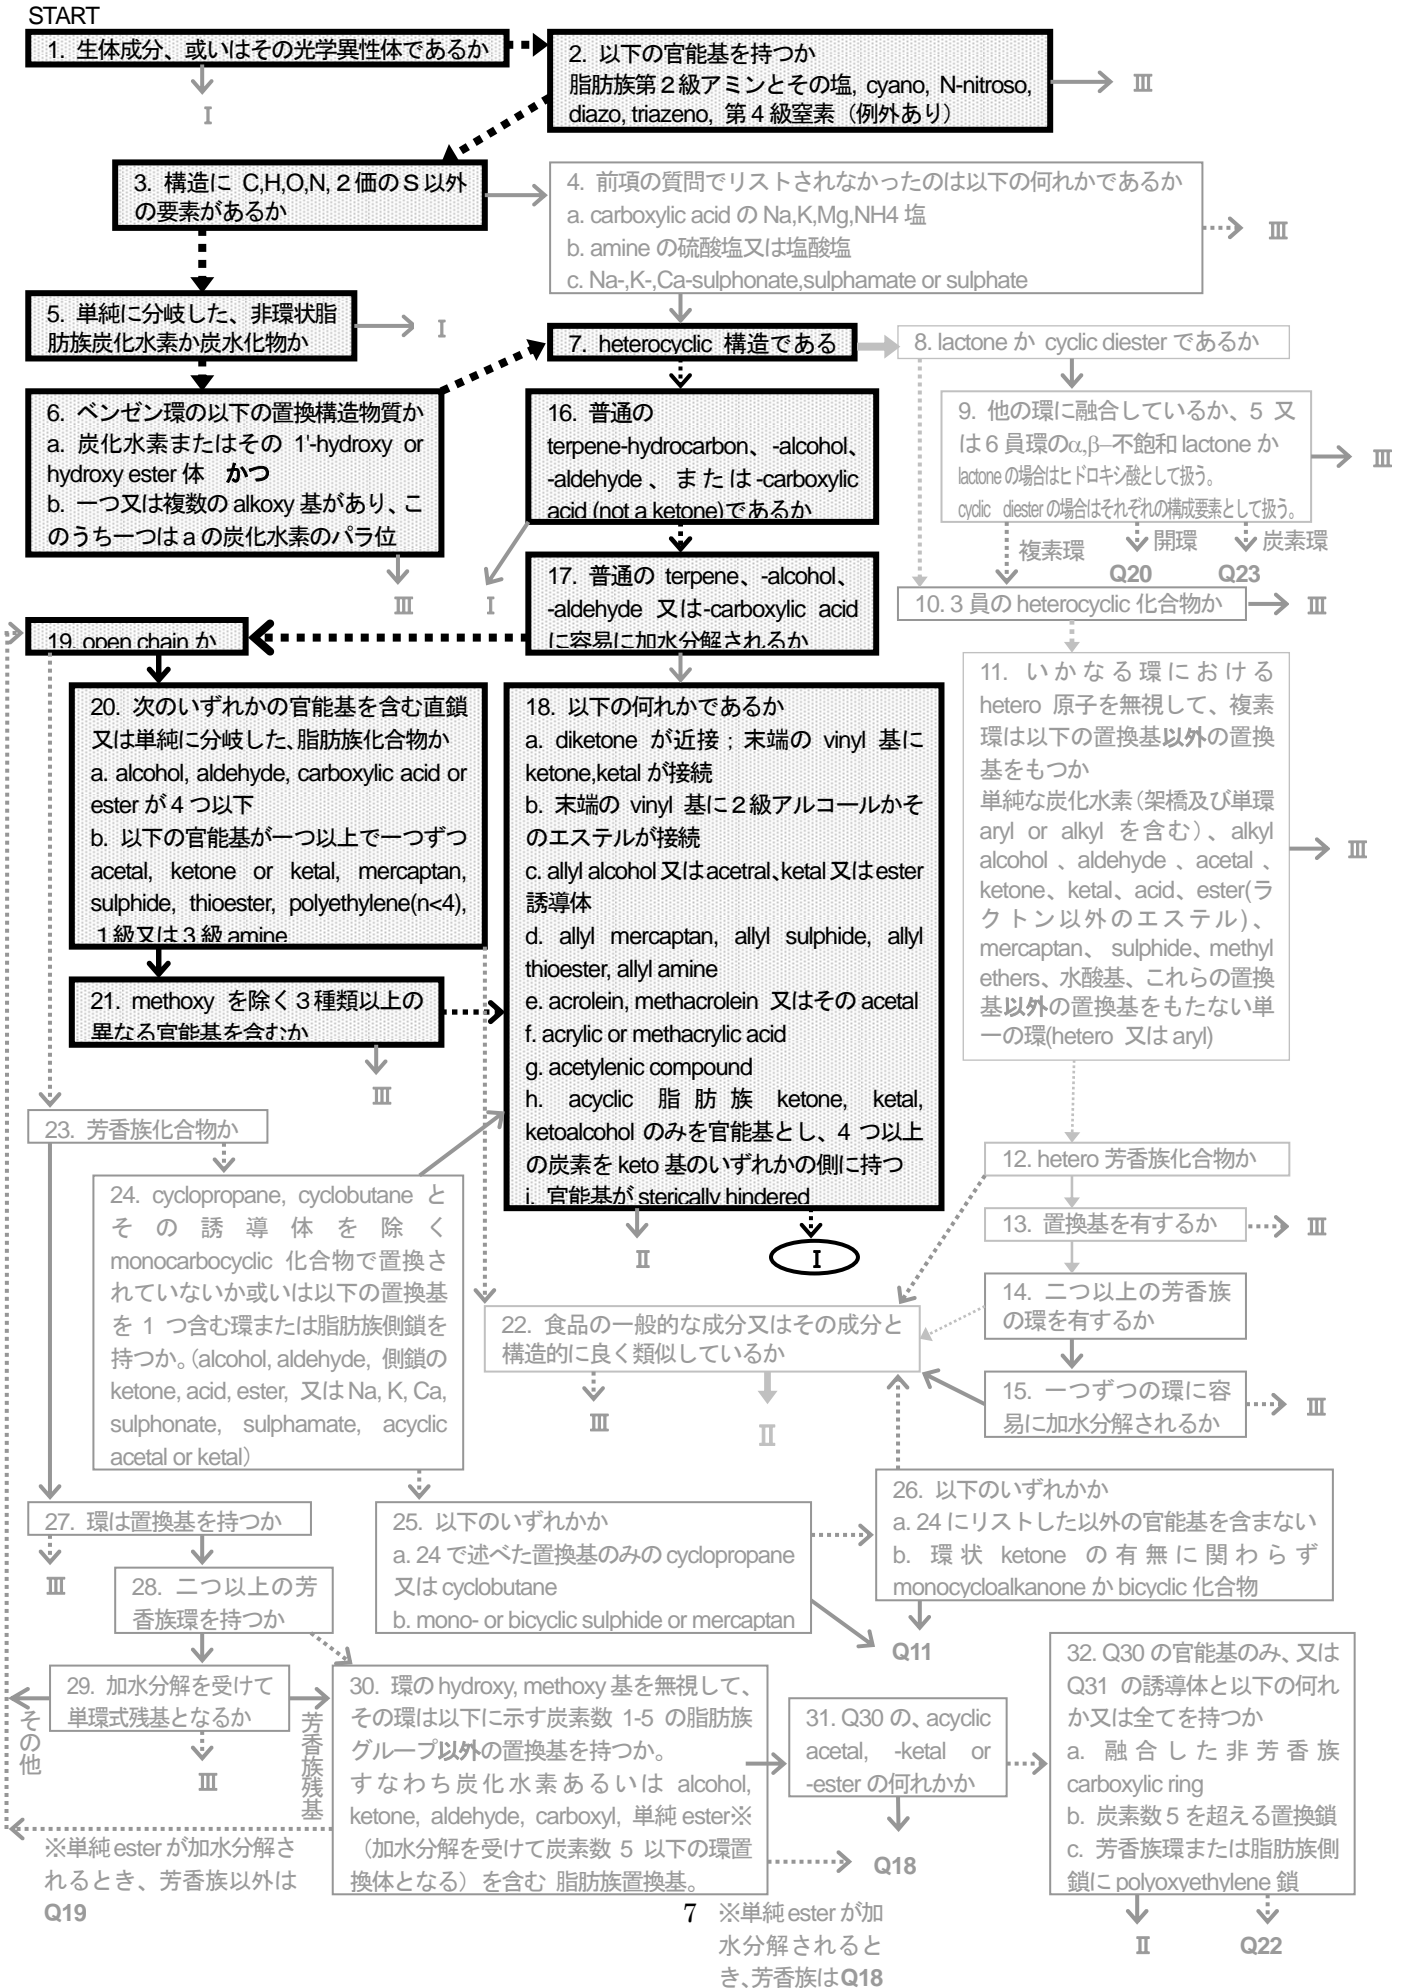 START
1. 生体成分、或いはその光学異性体であるか
I
2. 以下の官能基を持つか
脂肪族第２級アミンとその塩, cyano, N-nitroso,
diazo, triazeno, 第４級窒素（例外あり）
III
3. 構造に C,H,O,N,２価のＳ以外
の要素があるか
4. 前項の質問でリストされなかったのは以下の何れかであるか
a. carboxylic acid の Na,K,Mg,NH4 塩
b. amine の硫酸塩又は塩酸塩
c. Na-,K-,Ca-sulphonate,sulphamate or sulphate
III
5. 単純に分岐した、非環状脂
肪族炭化水素か炭水化物か
I
6. ベンゼン環の以下の置換構造物質か
a. 炭化水素またはその 1'-hydroxy or
hydroxy ester 体 かつ
b. 一つ又は複数の alkoxy 基があり、こ
のうち一つはａの炭化水素のパラ位
III
7. heterocyclic 構造である
8. lactone か cyclic diester であるか
9. 他の環に融合しているか、5 又
は 6 員環のα,β–不飽和 lactone か
lactone の場合はヒドロキシ酸として扱う。
cyclic diester の場合はそれぞれの構成要素として扱う。
III
複素環
開環
炭素環
Q20
Q23
10. 3 員の heterocyclic 化合物か
III
16. 普通の
terpene-hydrocarbon、-alcohol、
-aldehyde 、または-carboxylic
acid (not a ketone)であるか
I
17. 普通の terpene、-alcohol、
-aldehyde 又は-carboxylic acid
に容易に加水分解されるか
19. open chain か
20. 次のいずれかの官能基を含む直鎖
又は単純に分岐した、脂肪族化合物か
a. alcohol, aldehyde, carboxylic acid or
ester が４つ以下
b. 以下の官能基が一つ以上で一つずつ
acetal, ketone or ketal, mercaptan,
sulphide, thioester, polyethylene(n<4),
１級又は３級 amine
21. methoxy を除く３種類以上の
異なる官能基を含むか
III
18. 以下の何れかであるか
a. diketone が近接；末端の vinyl 基に
ketone,ketal が接続
b. 末端の vinyl 基に２級アルコールかそ
のエステルが接続
c. allyl alcohol 又は acetral、ketal 又は ester
誘導体
d. allyl mercaptan, allyl sulphide, allyl
thioester, allyl amine
e. acrolein, methacrolein 又はその acetal
f. acrylic or methacrylic acid
g. acetylenic compound
h. acyclic 脂肪族 ketone, ketal,
ketoalcohol のみを官能基とし、４つ以上
の炭素を keto 基のいずれかの側に持つ
i. 官能基が sterically hindered
II
I
11. いかなる環における
hetero 原子を無視して、複素
環は以下の置換基以外の置換
基をもつか
単純な炭化水素（架橋及び単環
aryl or alkyl を含む）、alkyl
alcohol 、aldehyde 、acetal 、
ketone、ketal、acid、ester(ラ
クトン以外のエステル)、
mercaptan、sulphide、methyl
ethers、水酸基、これらの置換
基以外の置換基をもたない単
一の環(hetero 又は aryl)
III
12. hetero 芳香族化合物か
13. 置換基を有するか
III
14. 二つ以上の芳香族
の環を有するか
15. 一つずつの環に容
易に加水分解されるか
III
22. 食品の一般的な成分又はその成分と
構造的に良く類似しているか
III
II
23. 芳香族化合物か
24. cyclopropane, cyclobutane と
その誘導体を除く
monocarbocyclic 化合物で置換さ
れていないか或いは以下の置換基
を 1 つ含む環または脂肪族側鎖を
持つか。（alcohol, aldehyde, 側鎖の
ketone, acid, ester, 又は Na, K, Ca,
sulphonate, sulphamate, acyclic
acetal or ketal）
25. 以下のいずれかか
a. 24 で述べた置換基のみの cyclopropane
又は cyclobutane
b. mono- or bicyclic sulphide or mercaptan
26. 以下のいずれかか
a. 24 にリストした以外の官能基を含まない
b. 環状 ketone の有無に関わらず
monocycloalkanone か bicyclic 化合物
Q11
27. 環は置換基を持つか
III
28. 二つ以上の芳
香族環を持つか
29. 加水分解を受けて
単環式残基となるか
その他
芳香族残基
III
30. 環の hydroxy, methoxy 基を無視して、
その環は以下に示す炭素数 1-5 の脂肪族
グループ以外の置換基を持つか。
すなわち炭化水素あるいは alcohol,
ketone, aldehyde, carboxyl, 単純 ester※
（加水分解を受けて炭素数 5 以下の環置
換体となる）を含む 脂肪族置換基。
31. Q30 の、acyclic
acetal, -ketal or
-ester の何れかか
Q18
Q18
32. Q30 の官能基のみ、又は
Q31 の誘導体と以下の何れ
か又は全てを持つか
a. 融合した非芳香族
carboxylic ring
b. 炭素数 5 を超える置換鎖
c. 芳香族環または脂肪族側
鎖に polyoxyethylene 鎖
II
Q22
※単純 ester が加水分解さ
れるとき、芳香族以外は
Q19
7
※単純 ester が加
水分解されると
き、芳香族は Q18